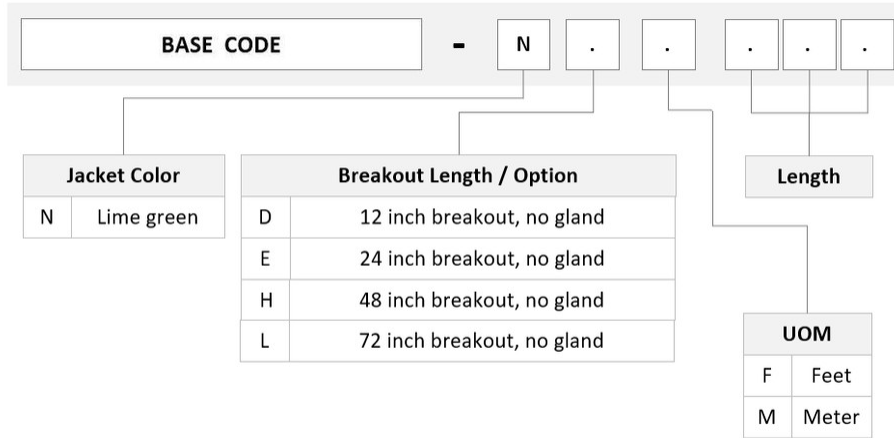 BASE CODE - N . . . . .
Jacket Color
N Lime green
Breakout Length / Option
D 12 inch breakout, no gland
E 24 inch breakout, no gland
H 48 inch breakout, no gland
L 72 inch breakout, no gland
Length
UOM
F Feet
M Meter